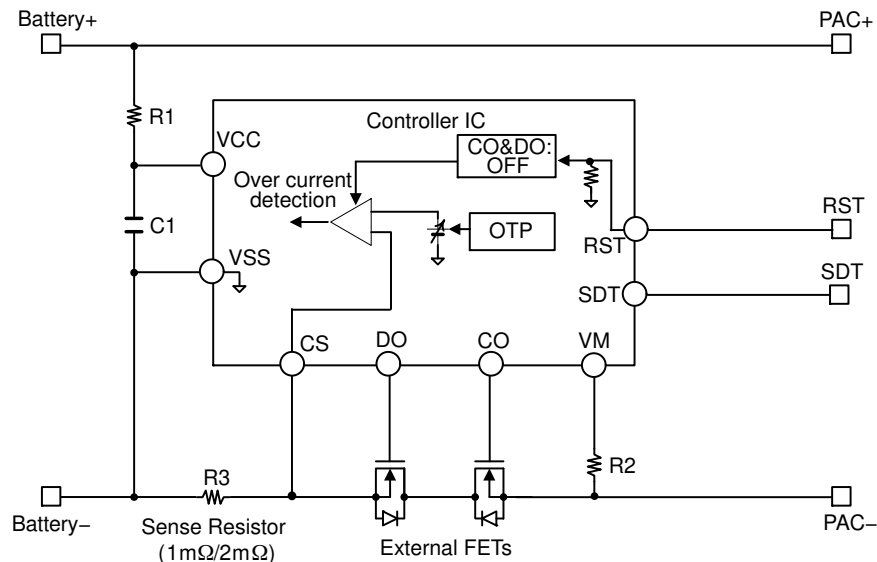 Battery+
PAC+
R1
VCC
Controller IC
CO&DO:
OFF
Over current
detection
C1
OTP
RST
RST
VSS
SDT
SDT
CS
DO
CO
VM
R3
R2
Battery−
Sense Resistor
(1mΩ/2mΩ)
External FETs
PAC−